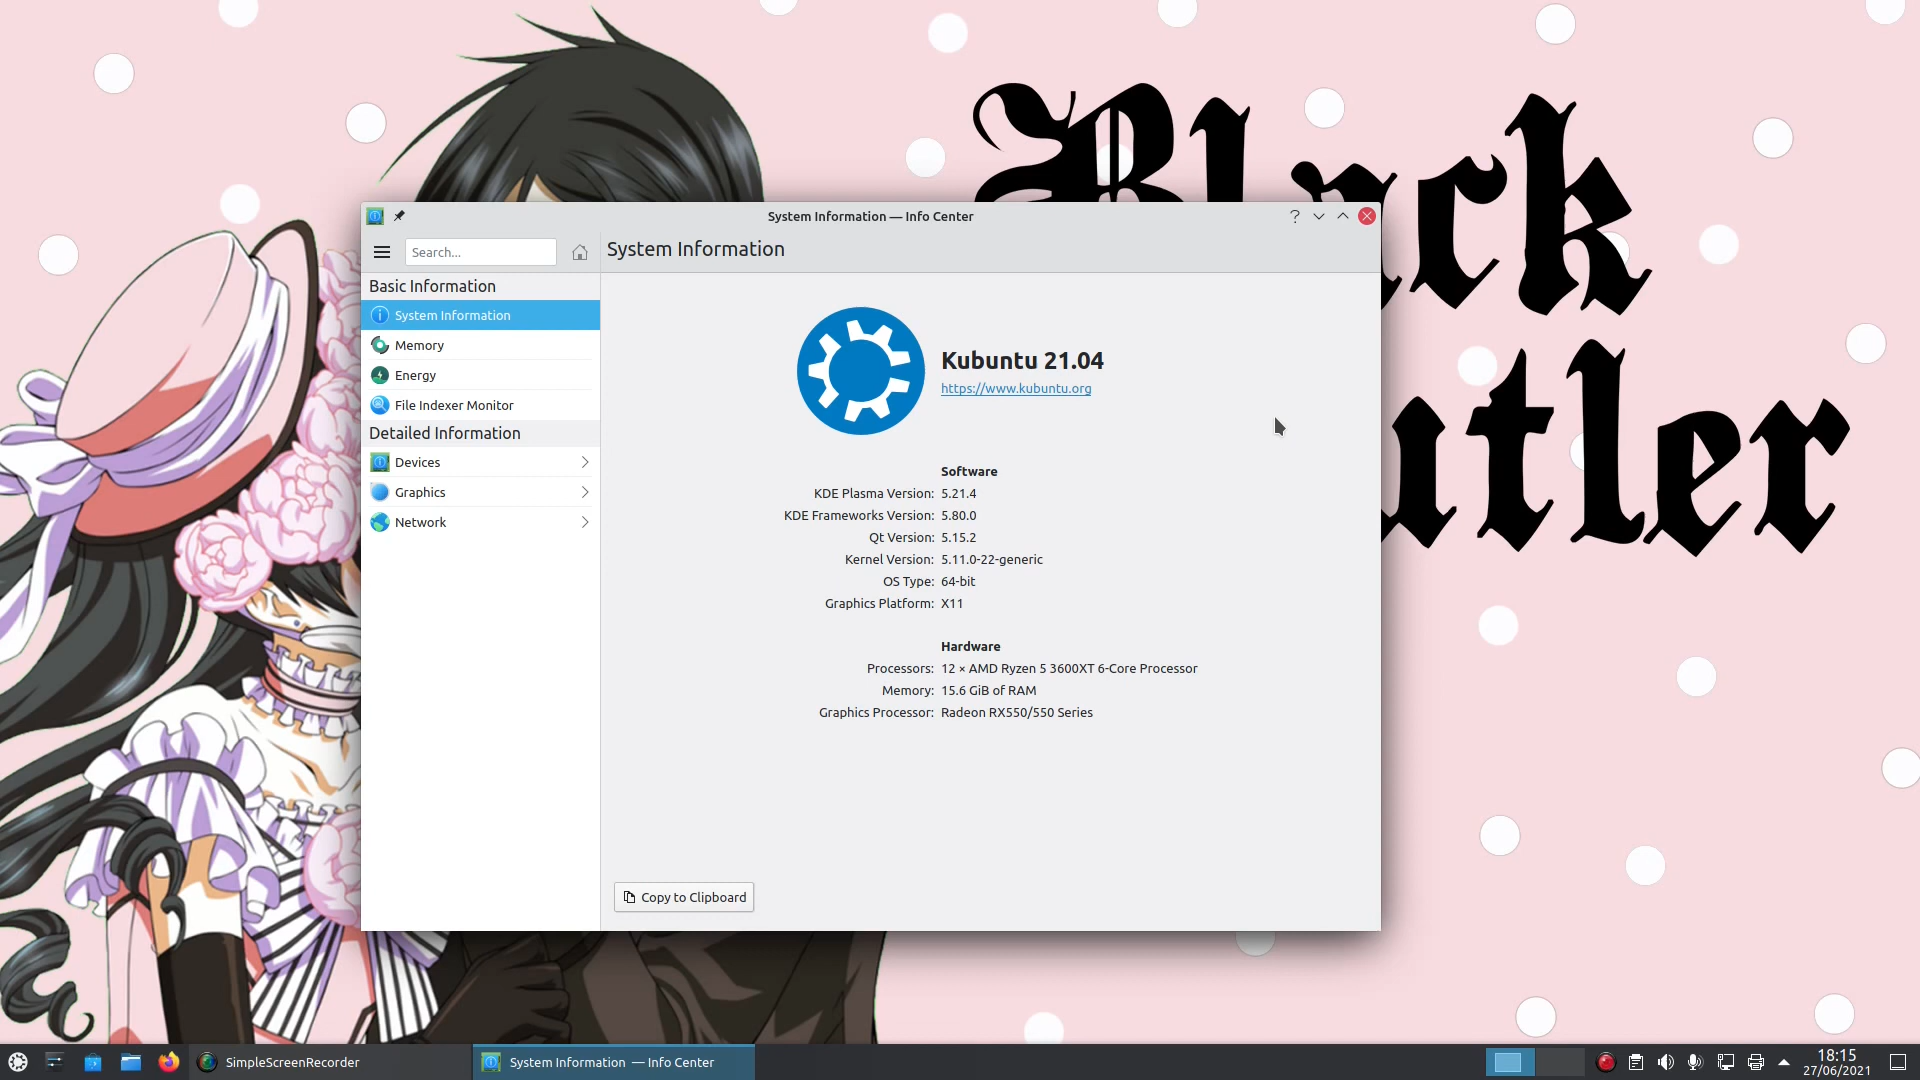 Black
utler
System Information — Info Center
Search...
System Information
Basic Information
System Information
Memory
Energy
File Indexer Monitor
Detailed Information
Devices
Graphics
Network
Kubuntu 21.04
https://www.kubuntu.org
Software
KDE Plasma Version: 5.21.4
KDE Frameworks Version: 5.80.0
Qt Version: 5.15.2
Kernel Version: 5.11.0-22-generic
OS Type: 64-bit
Graphics Platform: X11
Hardware
Processors: 12 × AMD Ryzen 5 3600XT 6-Core Processor
Memory: 15.6 GiB of RAM
Graphics Processor: Radeon RX550/550 Series
Copy to Clipboard
SimpleScreenRecorder
System Information — Info Center
18:15
27/06/2021